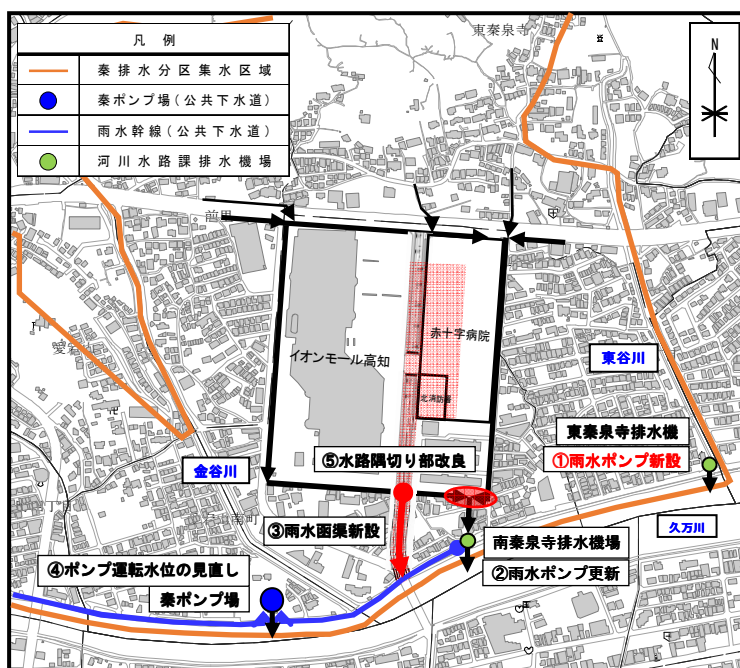 凡例
秦排水分区集水区域
秦ポンプ場(公共下水道)
雨水幹線(公共下水道)
河川水路課排水機場
東秦泉寺
N
前里
イオンモール高知
赤十字病院
北消防署
東谷川
東秦泉寺排水機
①雨水ポンプ新設
⑤水路隅切り部改良
金谷川
久万川
③雨水函渠新設
南秦泉寺排水機場
②雨水ポンプ更新
④ポンプ運転水位の見直し
秦ポンプ場